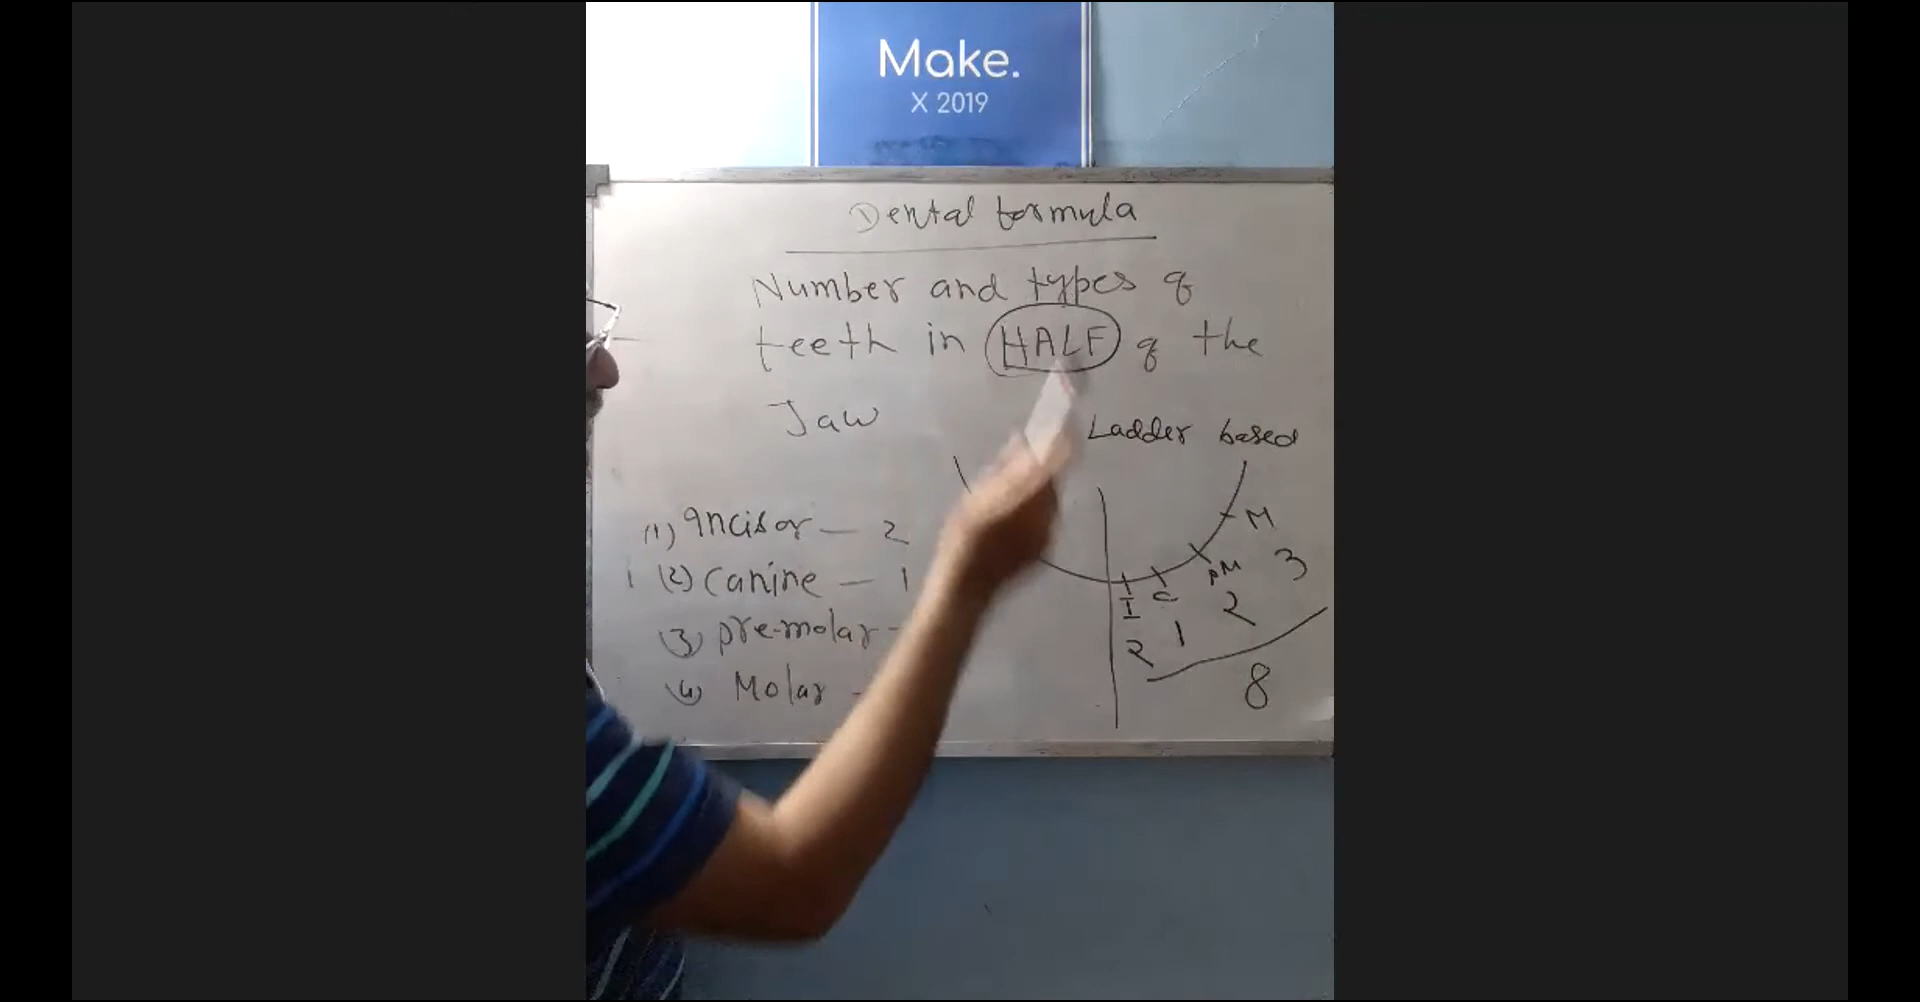 Make.
X 2019
Dental formula
Number and types of
teeth in HALF of the
Jaw
Ladder based
(1) Incisor — 2
1 (2) Canine — 1
(3) Pre-molar -
(4) Molar -
M
PM 3
I C 2
2 1
8